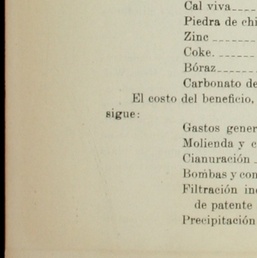 Cal viva
Piedra de chi
Zinc
Coke.
Bóraz
Carbonato de
El costo del beneficio,
sigue:
Gastos gener
Molienda y c
Cianuración
Bombas y con
Filtración in
de patente
Precipitación